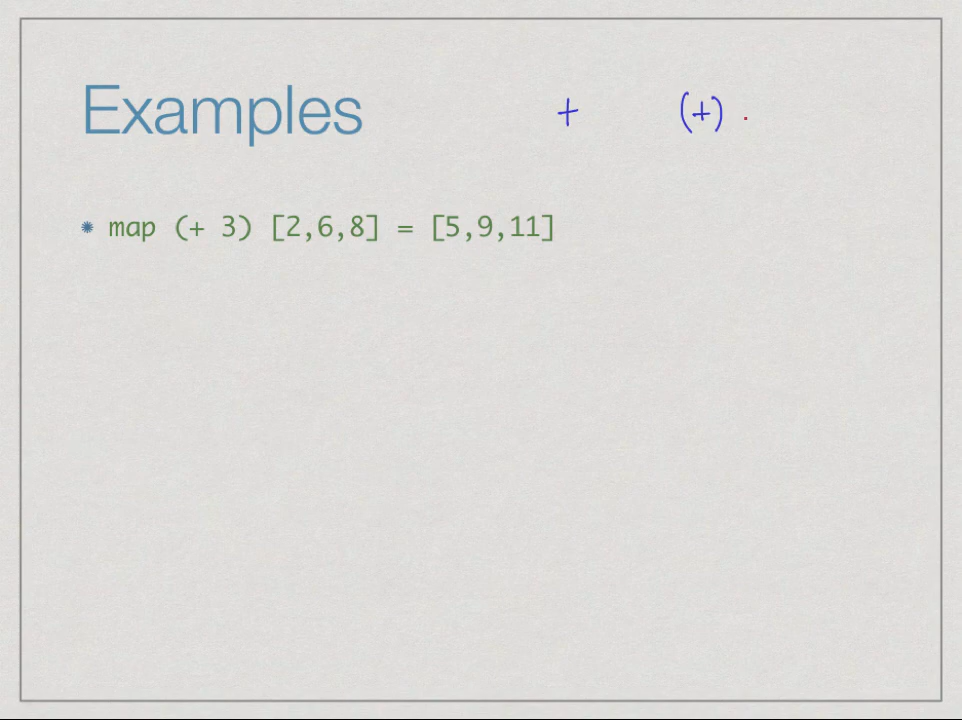 Examples + (+)
map (+ 3) [2,6,8] = [5,9,11]